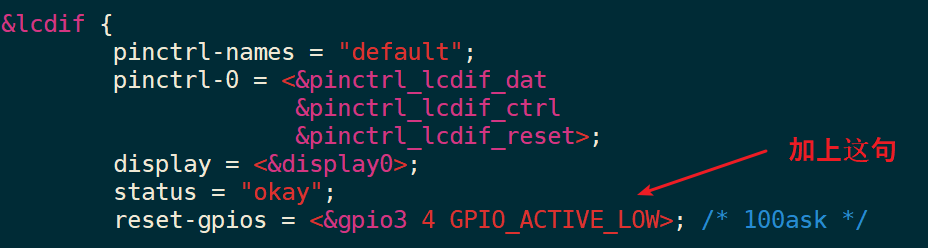 &lcdif {
pinctrl-names = "default";
pinctrl-0 = <&pinctrl_lcdif_dat
&pinctrl_lcdif_ctrl
&pinctrl_lcdif_reset>;
display = <&display0>;
加上这句
status = "okay";
reset-gpios = <&gpio3 4 GPIO_ACTIVE_LOW>; /* 100ask */